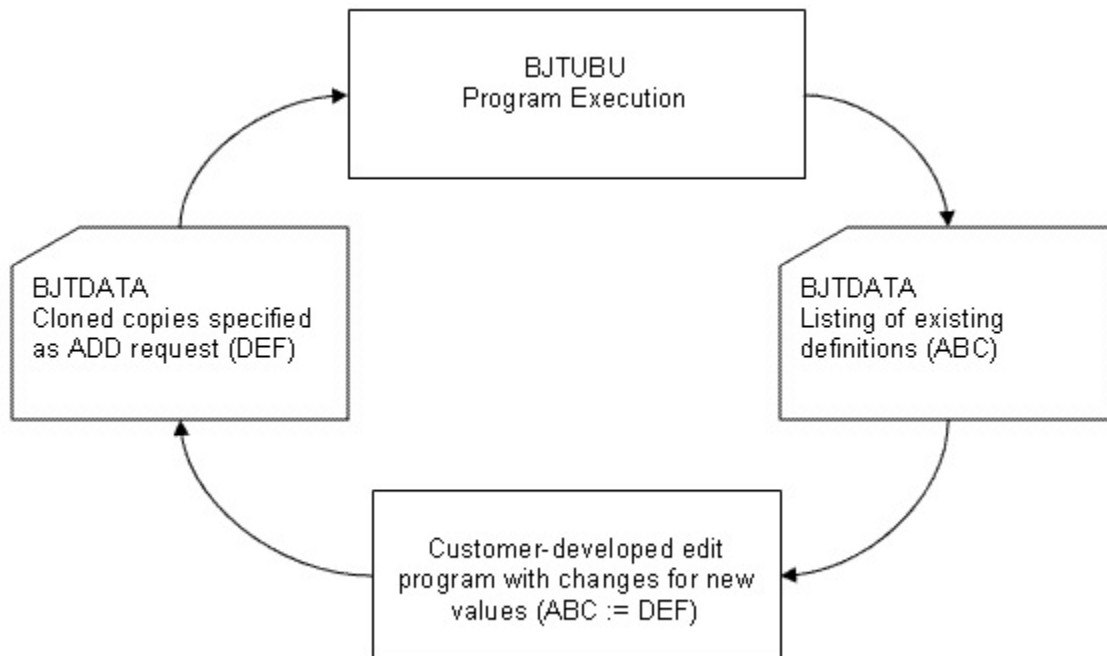 BJTUBU
Program Execution
BJTDATA
Cloned copies specified
as ADD request (DEF)
BJTDATA
Listing of existing
definitions (ABC)
Customer-developed edit
program with changes for new
values (ABC := DEF)